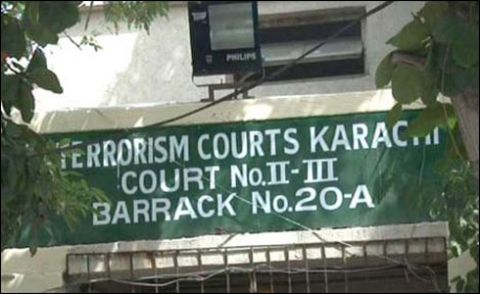 PHILIPS
TERRORISM COURTS KARACHI
COURT No.II-III
BARRACK No.20-A